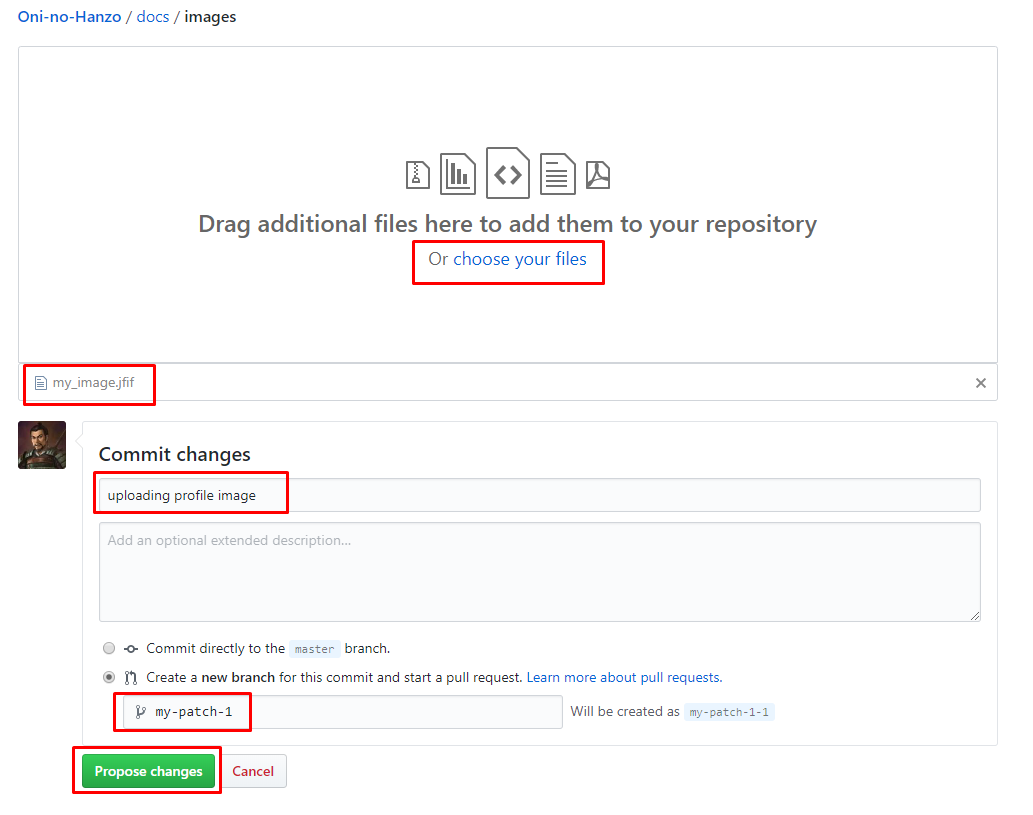 Oni-no-Hanzo / docs / images
Drag additional files here to add them to your repository
Or choose your files
my_image.jfif
Commit changes
uploading profile image
Add an optional extended description...
Commit directly to the master branch.
Create a new branch for this commit and start a pull request. Learn more about pull requests.
my-patch-1 Will be created as my-patch-1-1
Propose changes Cancel